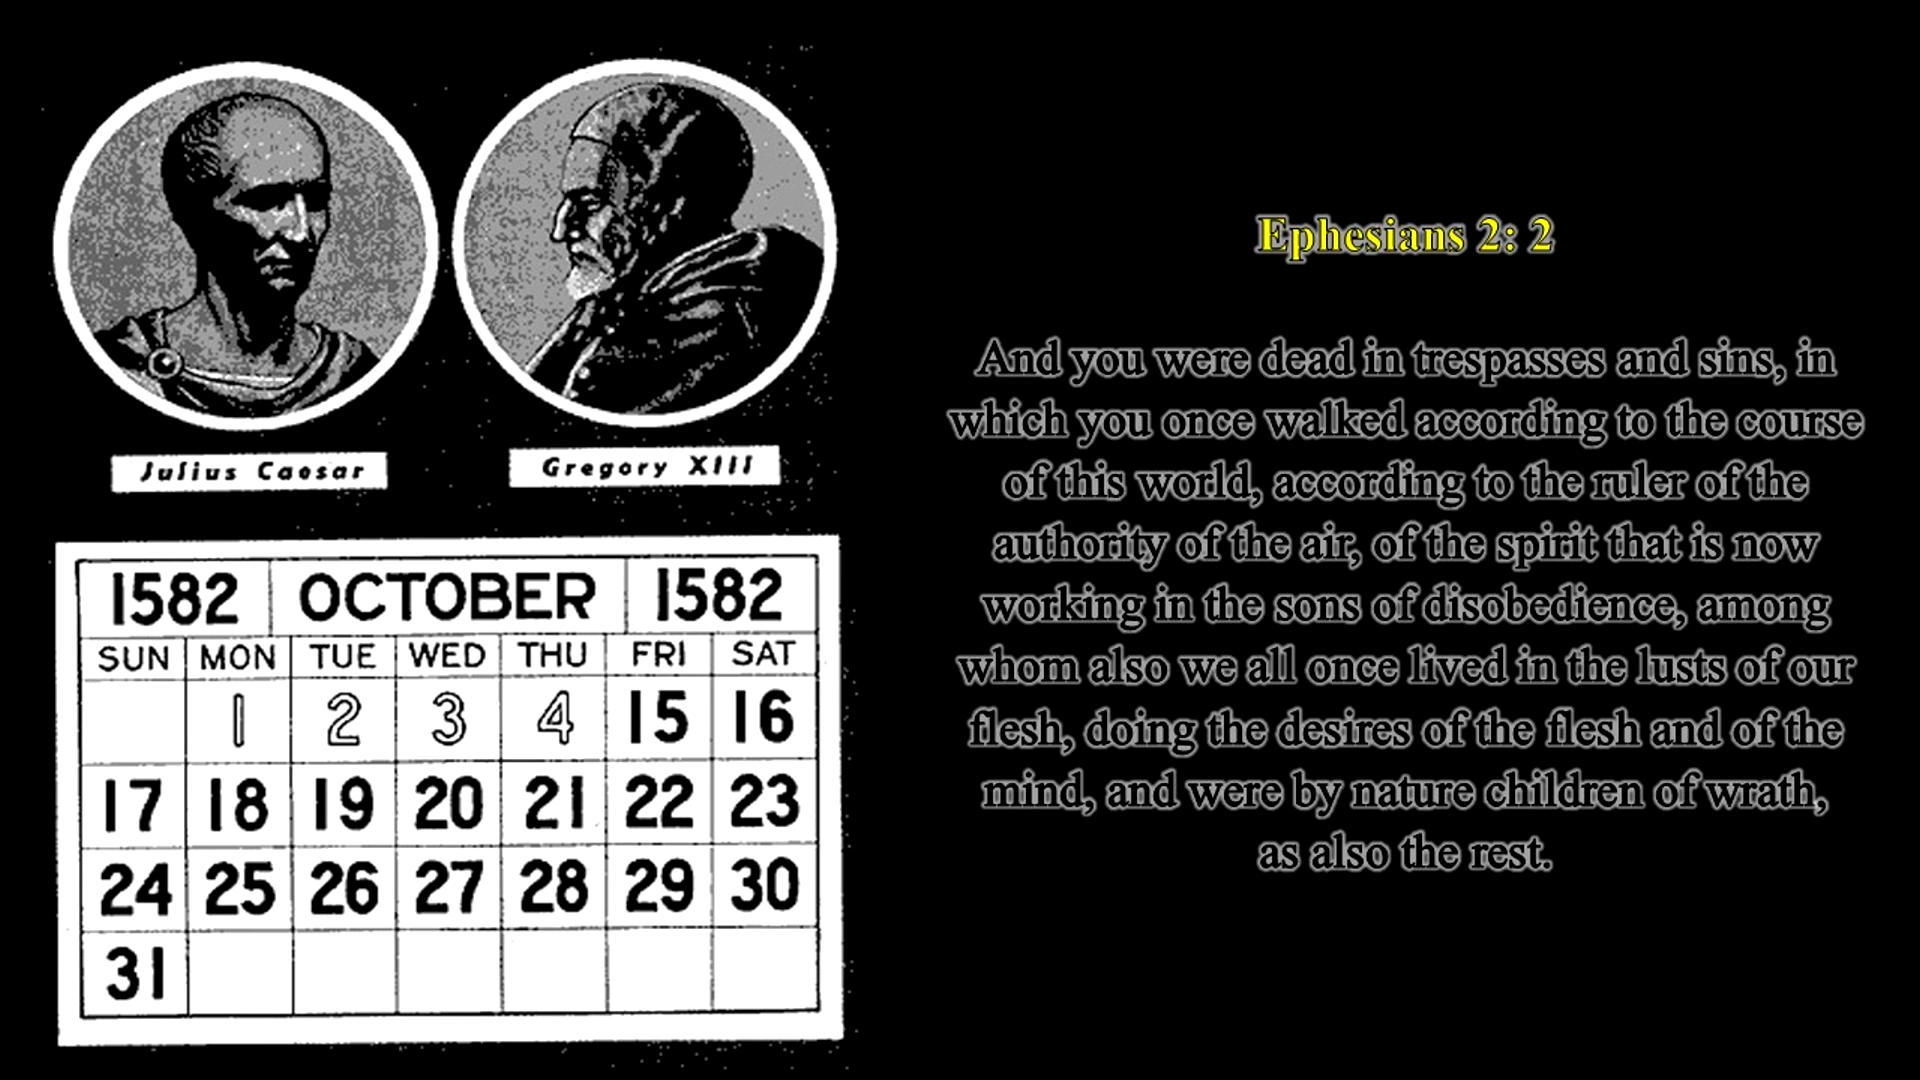 Julius Caesar
Gregory XIII
1582 OCTOBER 1582
SUN MON TUE WED THU FRI SAT
1 2 3 4 15 16
17 18 19 20 21 22 23
24 25 26 27 28 29 30
31
Ephesians 2: 2
And you were dead in trespasses and sins, in
which you once walked according to the course
of this world, according to the ruler of the
authority of the air, of the spirit that is now
working in the sons of disobedience, among
whom also we all once lived in the lusts of our
flesh, doing the desires of the flesh and of the
mind, and were by nature children of wrath,
as also the rest.